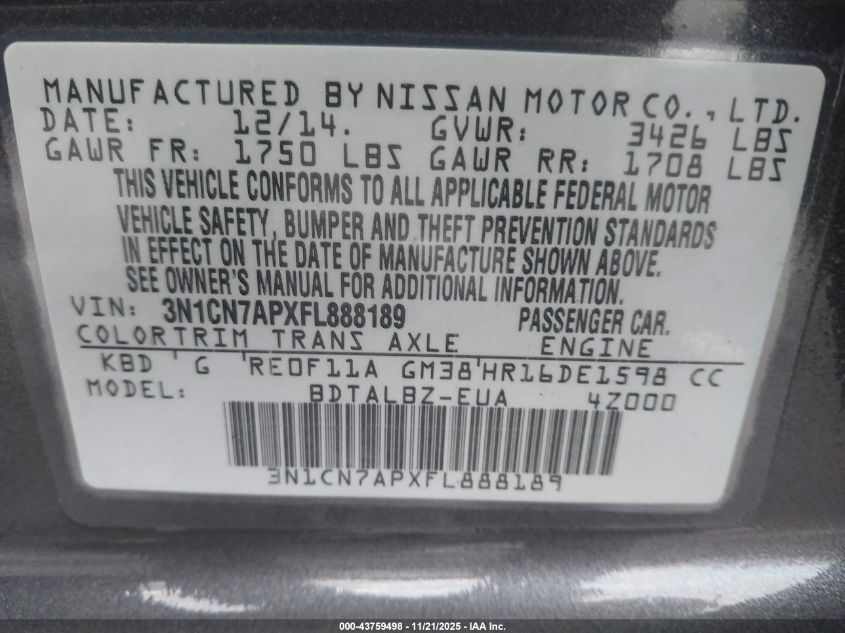 MANUFACTURED BY NISSAN MOTOR CO., LTD.
DATE: 12/14. GVWR: 3426 LBS
GAWR FR: 1750 LBS GAWR RR: 1708 LBS
THIS VEHICLE CONFORMS TO ALL APPLICABLE FEDERAL MOTOR
VEHICLE SAFETY, BUMPER AND THEFT PREVENTION STANDARDS
IN EFFECT ON THE DATE OF MANUFACTURE SHOWN ABOVE.
SEE OWNER'S MANUAL FOR ADDITIONAL INFORMATION.
VIN: 3N1CN7APXFL888189 PASSENGER CAR.
COLORTRIM TRANS AXLE ENGINE
KBD 'G 'RE0F11A GM38'HR16DE1598 CC
MODEL: BDTALBZ-EUA 4Z000
3N1CN7APXFL888189
000-43759498 - 11/21/2025 - IAA Inc.